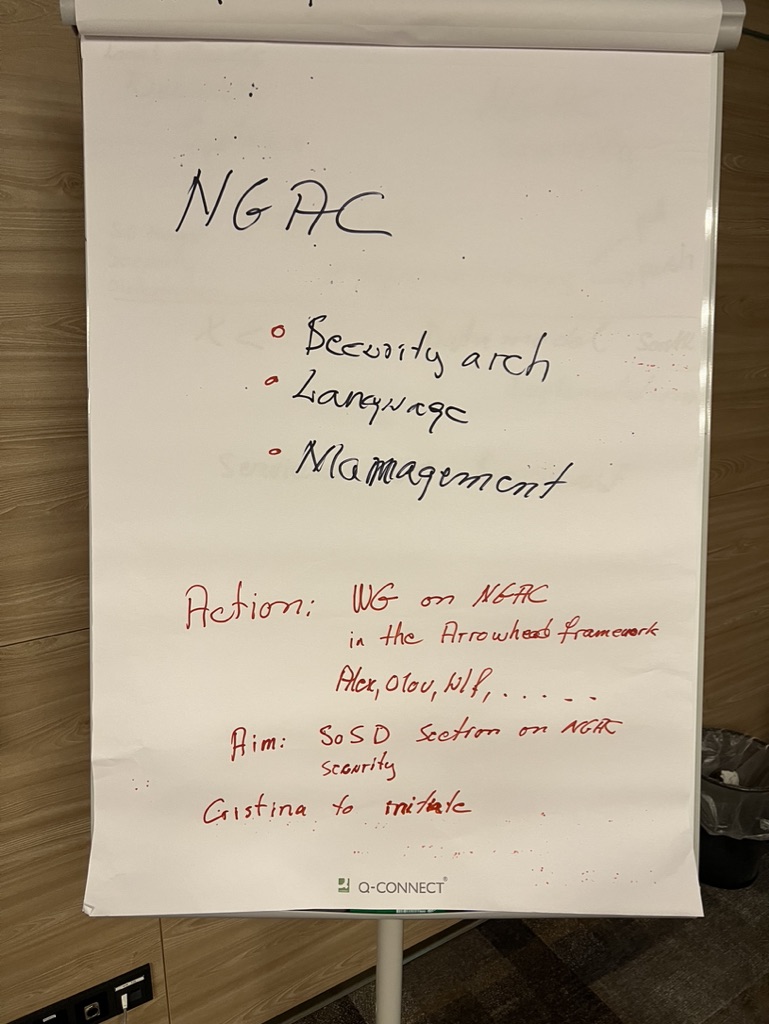 NGAC
Security arch
Language
Mamagement
Action: WG on NGAC
in the Arrowhead framework
Alex, Olov, Ulf, . . . . .
Aim: SoSD section on NGAC
security
Cristina to initiate
Q-CONNECT